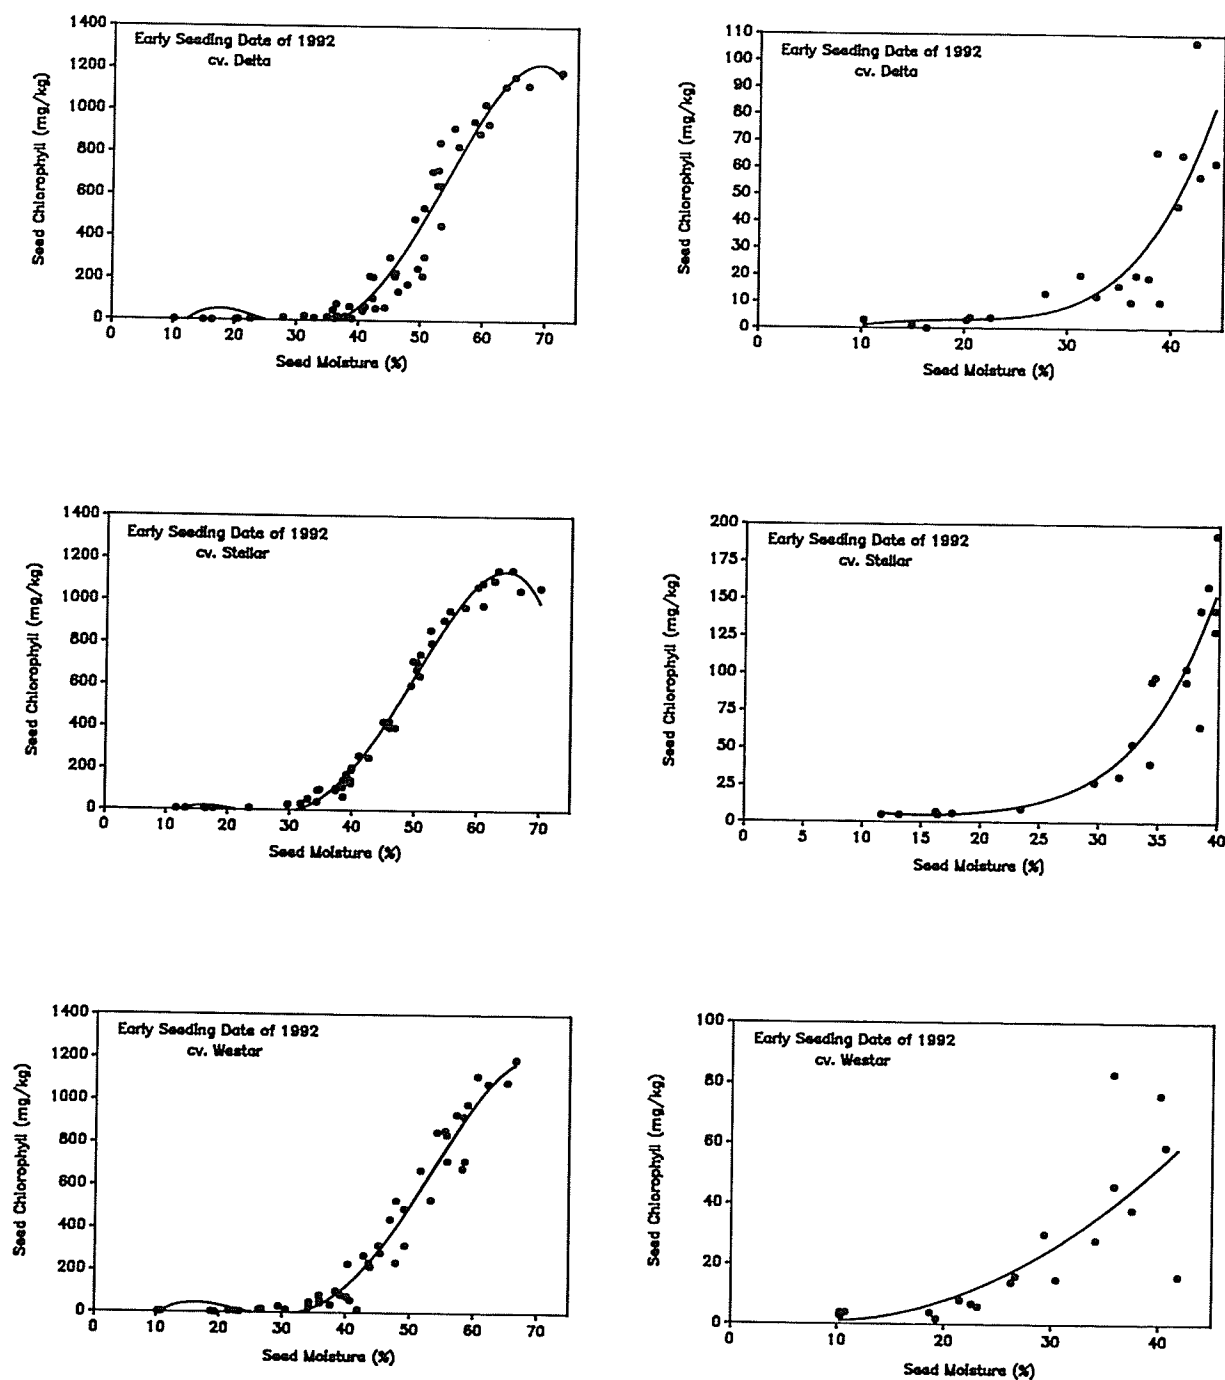 Early Seeding Date of 1992
cv. Delta
Seed Chlorophyll (mg/kg)
1400
1200
1000
800
600
400
200
0
0 10 20 30 40 50 60 70
Seed Moisture (%)
Early Seeding Date of 1992
cv. Delta
Seed Chlorophyll (mg/kg)
110
100
90
80
70
60
50
40
30
20
10
0
0 10 20 30 40
Seed Moisture (%)
Early Seeding Date of 1992
cv. Stellar
Seed Chlorophyll (mg/kg)
1400
1200
1000
800
600
400
200
0
0 10 20 30 40 50 60 70
Seed Moisture (%)
Early Seeding Date of 1992
cv. Stellar
Seed Chlorophyll (mg/kg)
200
175
150
125
100
75
50
25
0
0 5 10 15 20 25 30 35 40
Seed Moisture (%)
Early Seeding Date of 1992
cv. Westar
Seed Chlorophyll (mg/kg)
1400
1200
1000
800
600
400
200
0
0 10 20 30 40 50 60 70
Seed Moisture (%)
Early Seeding Date of 1992
cv. Westar
Seed Chlorophyll (mg/kg)
100
80
60
40
20
0
0 10 20 30 40
Seed Moisture (%)